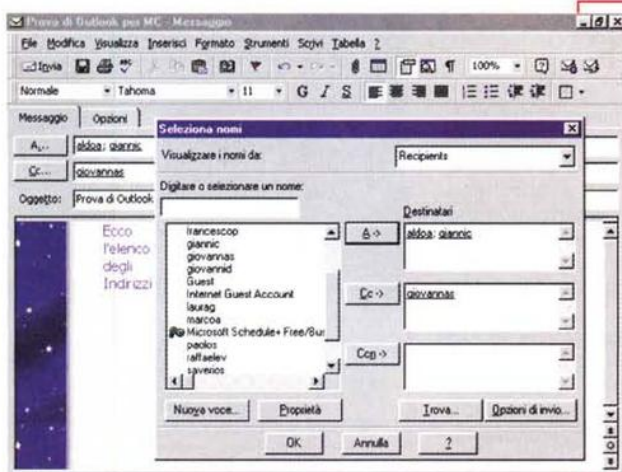 Prova di Outlook per MC - Messaggio
File Modifica Visualizza Inserisci Formato Strumenti Scrivi Tabella ?
Invia 100%
Normale Tahoma 11 G I S
Messaggio Opzioni
A... aldoa; giannic
Cc... giovannas
Oggetto: Prova di Outlook
Ecco
l'elenco
degli
Indirizzi
Seleziona nomi
Visualizzare i nomi da: Recipients
Digitare o selezionare un nome:
Destinatari
francescop
giannic
giovannas
giovannid
Guest
Internet Guest Account
laurag
marcoa
Microsoft Schedule+ Free/Bus
paolos
raffaelev
saverios
A -> aldoa; giannic
Cc -> giovannas
Ccn ->
Nuova voce... Proprietà Trova... Opzioni di invio...
OK Annulla ?